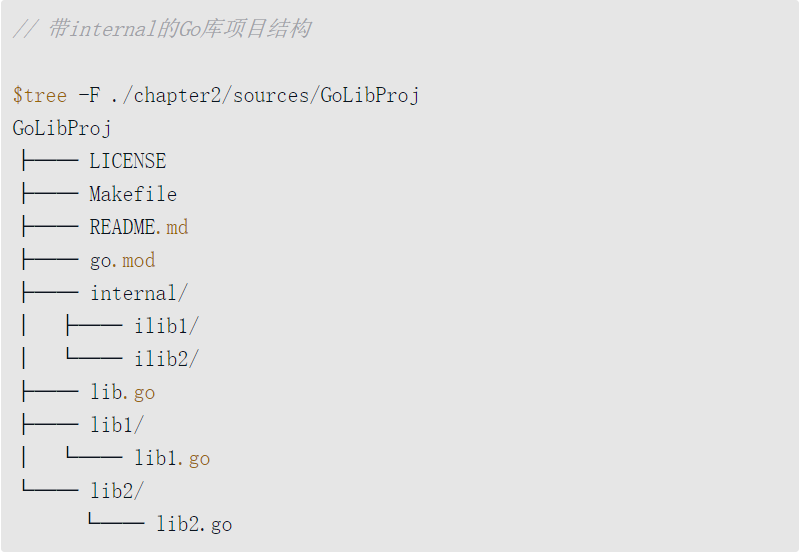 // 带internal的Go库项目结构
$tree -F ./chapter2/sources/GoLibProj
GoLibProj
├── LICENSE
├── Makefile
├── README.md
├── go.mod
├── internal/
│   ├── ilib1/
│   └── ilib2/
├── lib.go
├── lib1/
│   └── lib1.go
└── lib2/
      └── lib2.go